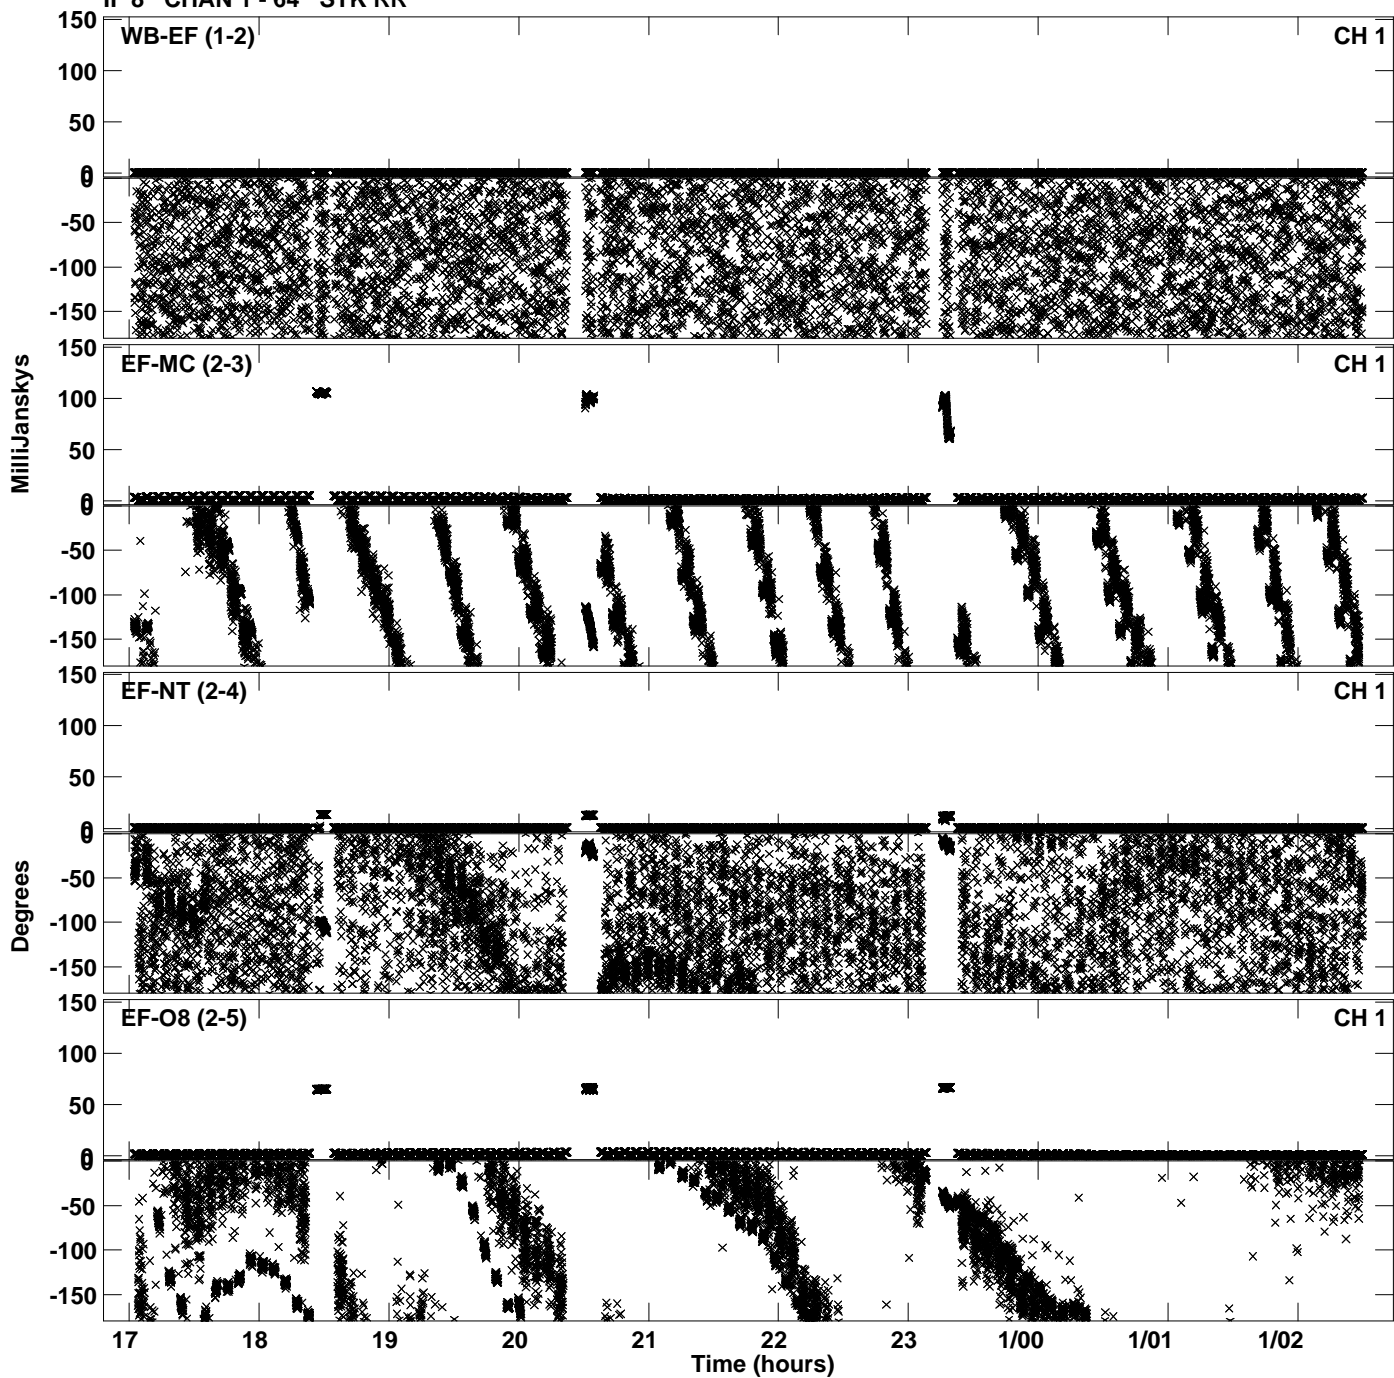 IF 8 CHAN 1 - 64 STK RR
150
WB-EF (1-2)
CH 1
100
50
0
0
-50
-100
-150
150
EF-MC (2-3)
CH 1
100
50
0
0
-50
-100
-150
150
EF-NT (2-4)
CH 1
100
50
0
0
-50
-100
-150
150
EF-O8 (2-5)
CH 1
100
50
0
0
-50
-100
-150
MilliJanskys
Degrees
17 18 19 20 21 22 23 1/00 1/01 1/02
Time (hours)